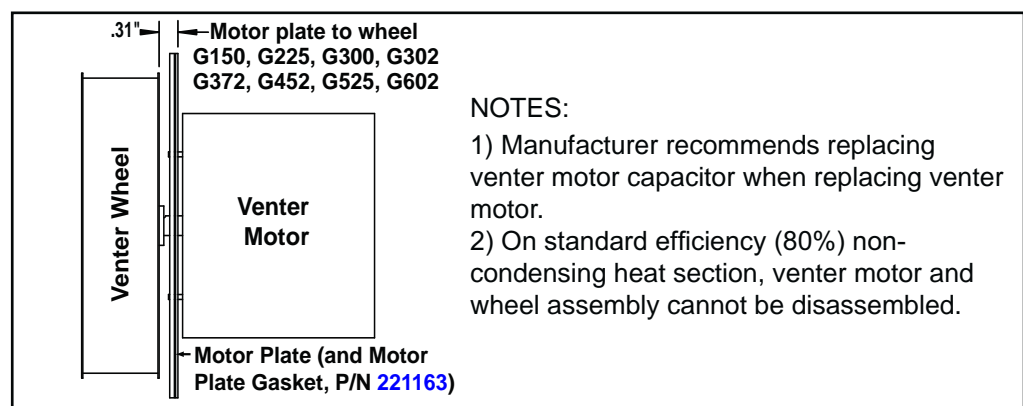 .31"
Motor plate to wheel
G150, G225, G300, G302
G372, G452, G525, G602
Venter Wheel
Venter
Motor
Motor Plate (and Motor
Plate Gasket, P/N 221163)
NOTES:
1) Manufacturer recommends replacing
venter motor capacitor when replacing venter
motor.
2) On standard efficiency (80%) non-
condensing heat section, venter motor and
wheel assembly cannot be disassembled.